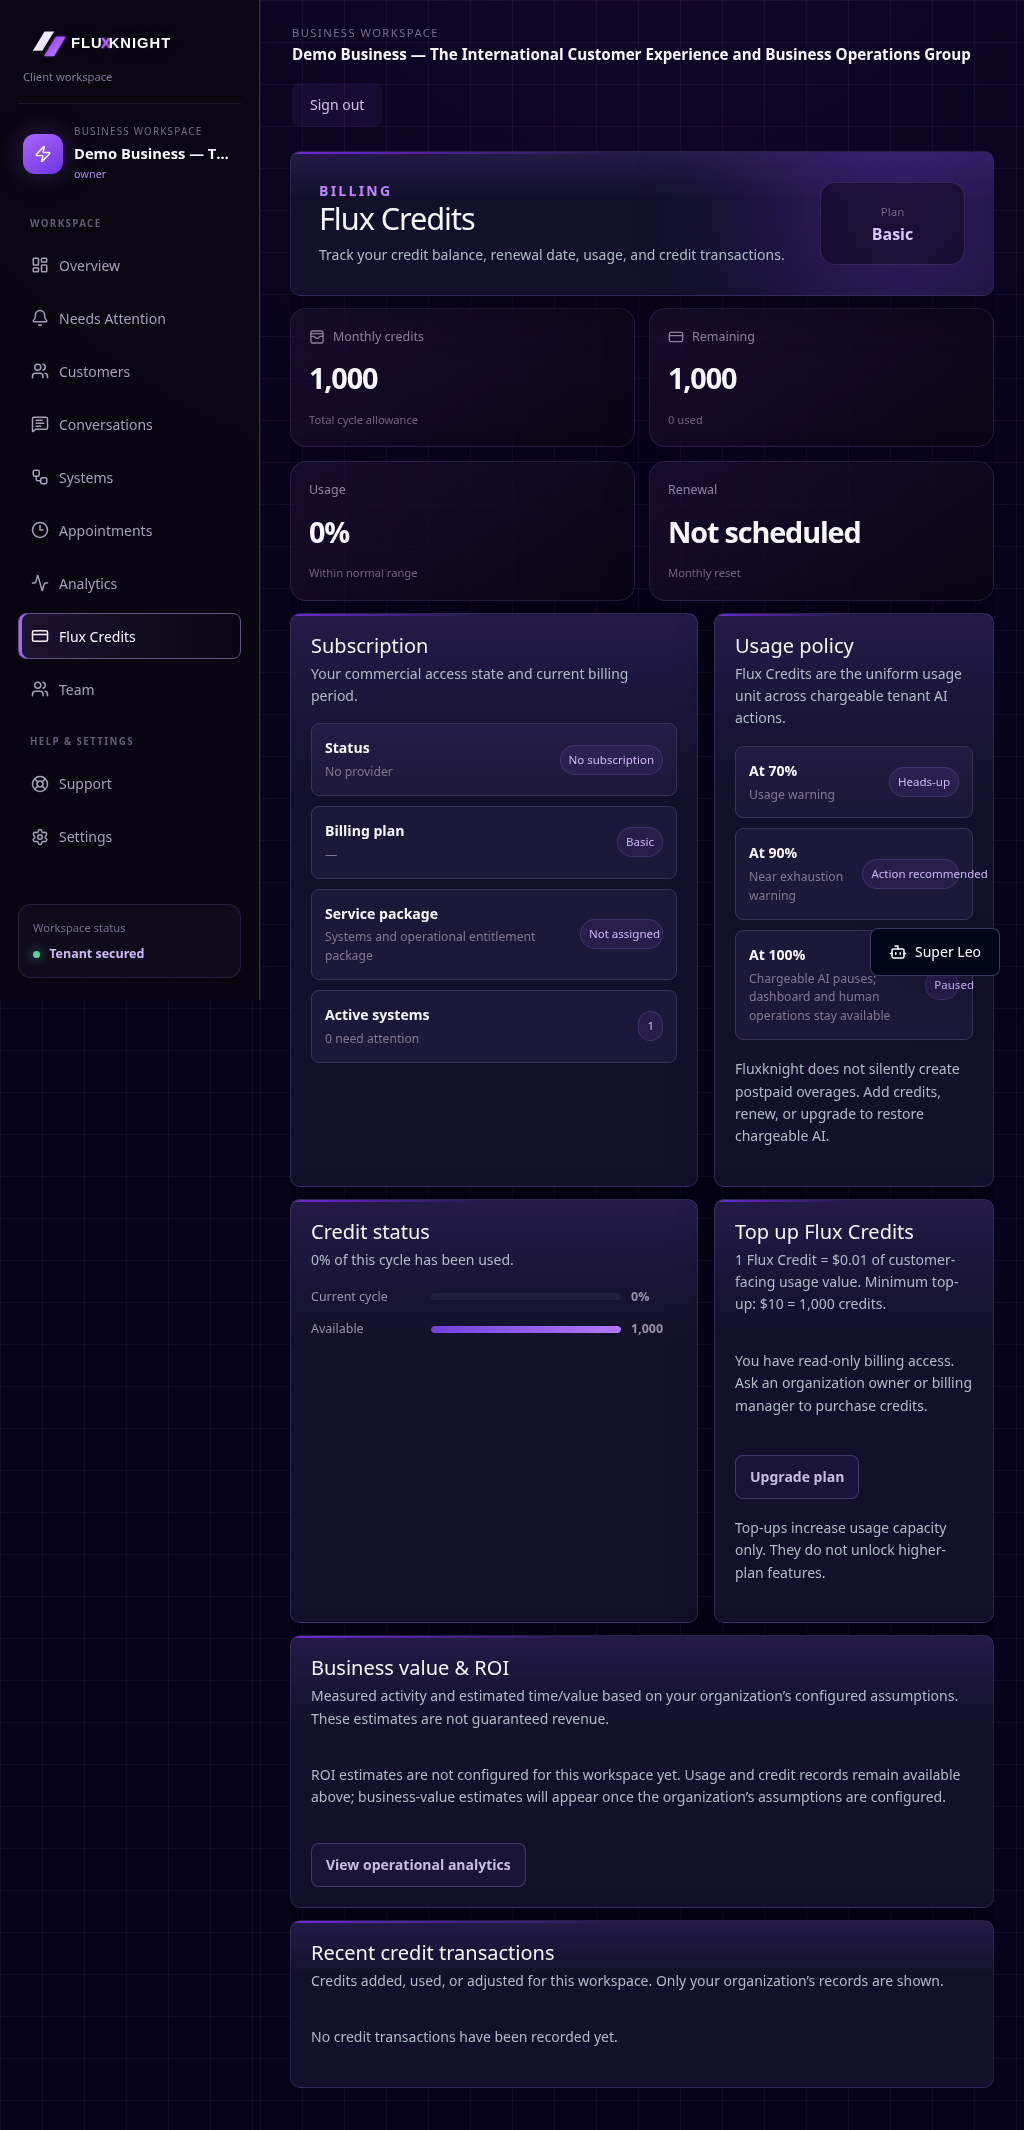 FLUXKNIGHT
Client workspace
BUSINESS WORKSPACE
Demo Business — T...
owner
WORKSPACE
Overview
Needs Attention
Customers
Conversations
Systems
Appointments
Analytics
Flux Credits
Team
HELP & SETTINGS
Support
Settings
Workspace status
Tenant secured
BUSINESS WORKSPACE
Demo Business — The International Customer Experience and Business Operations Group
Sign out
BILLING
Flux Credits
Track your credit balance, renewal date, usage, and credit transactions.
Plan
Basic
Monthly credits
1,000
Total cycle allowance
Remaining
1,000
0 used
Usage
0%
Within normal range
Renewal
Not scheduled
Monthly reset
Subscription
Your commercial access state and current billing
period.
Status
No provider
No subscription
Billing plan
—
Basic
Service package
Systems and operational entitlement
package
Not assigned
Active systems
0 need attention
1
Usage policy
Flux Credits are the uniform usage
unit across chargeable tenant AI
actions.
At 70%
Usage warning
Heads-up
At 90%
Near exhaustion
warning
Action recommended
At 100%
Chargeable AI pauses;
dashboard and human
operations stay available
Paused
Super Leo
Fluxknight does not silently create
postpaid overages. Add credits,
renew, or upgrade to restore
chargeable AI.
Credit status
0% of this cycle has been used.
Current cycle
0%
Available
1,000
Top up Flux Credits
1 Flux Credit = $0.01 of customer-
facing usage value. Minimum top-
up: $10 = 1,000 credits.
You have read-only billing access.
Ask an organization owner or billing
manager to purchase credits.
Upgrade plan
Top-ups increase usage capacity
only. They do not unlock higher-
plan features.
Business value & ROI
Measured activity and estimated time/value based on your organization’s configured assumptions.
These estimates are not guaranteed revenue.
ROI estimates are not configured for this workspace yet. Usage and credit records remain available
above; business-value estimates will appear once the organization’s assumptions are configured.
View operational analytics
Recent credit transactions
Credits added, used, or adjusted for this workspace. Only your organization’s records are shown.
No credit transactions have been recorded yet.